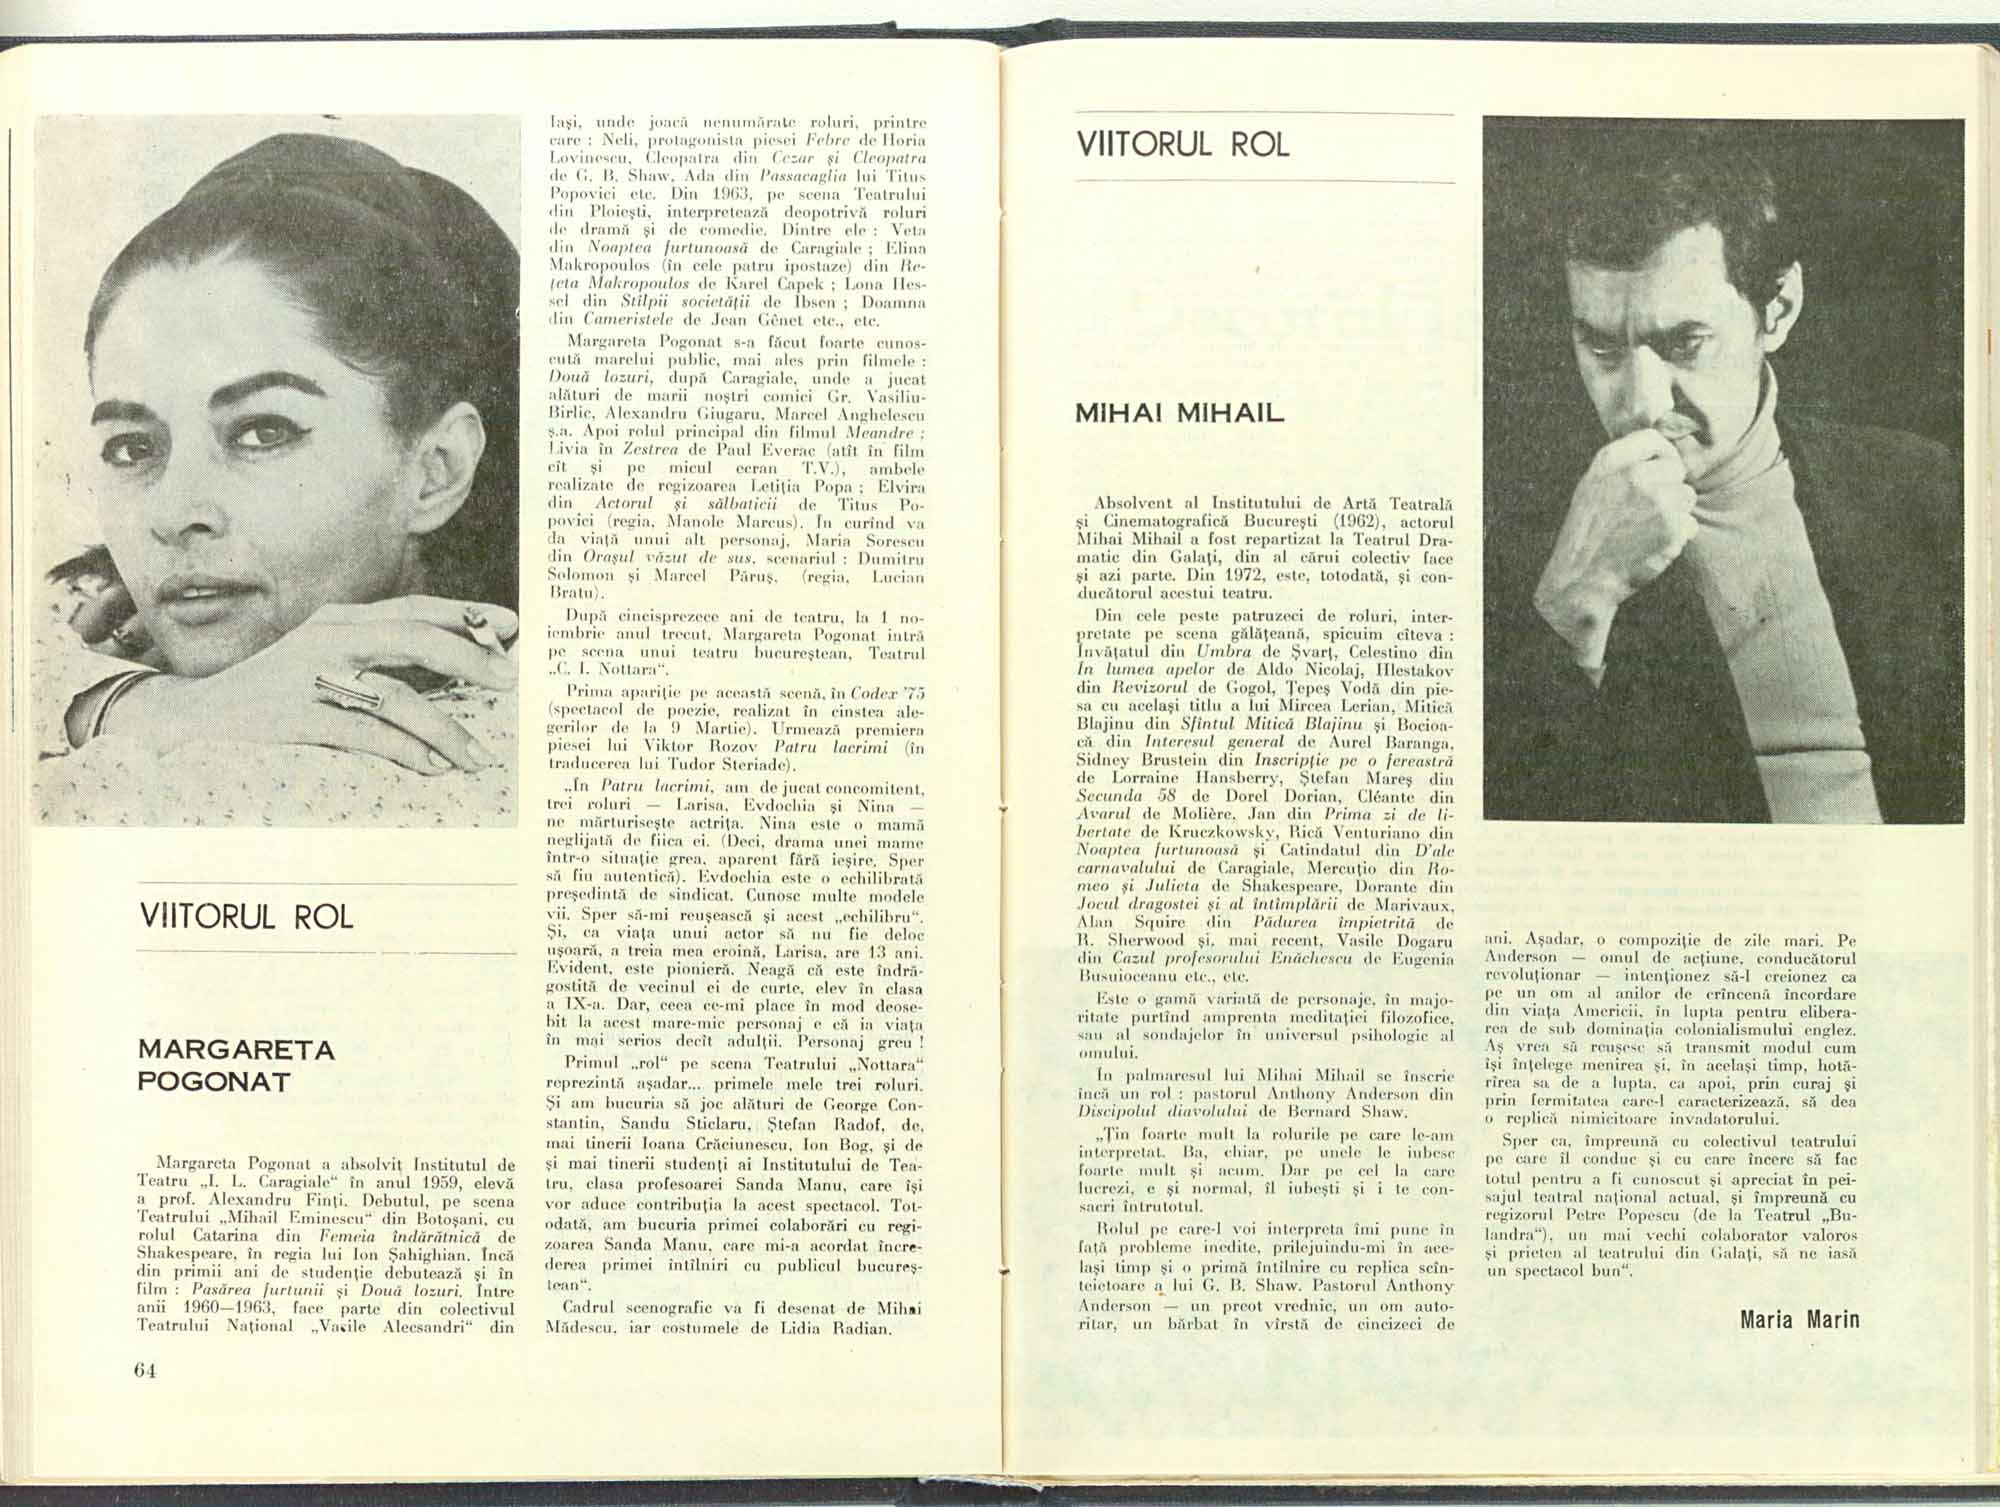 VIITORUL ROL
MARGARETA
POGONAT
Margareta Pogonat a absolvit Institutul de
Teatru „I. L. Caragiale“ în anul 1959, elevă
a prof. Alexandru Finți. Debutul, pe scena
Teatrului „Mihail Eminescu“ din Botoșani, cu
rolul Catarina din Femeia îndărătnică de
Shakespeare, în regia lui Ion Șahighian. Încă
din primii ani de studenție debutează și în
film : Pasărea furtunii și Două lozuri. Între
anii 1960—1963, face parte din colectivul
Teatrului Național „Vasile Alecsandri“ din
64
Iași, unde joacă nenumărate roluri, printre
care : Neli, protagonista piesei Febre de Horia
Lovinescu, Cleopatra din Cezar și Cleopatra
de G. B. Shaw, Ada din Passacaglia lui Titus
Popovici etc. Din 1963, pe scena Teatrului
din Ploiești, interpretează deopotrivă roluri
de dramă și de comedie. Dintre ele : Veta
din Noaptea furtunoasă de Caragiale ; Elina
Makropoulos (în cele patru ipostaze) din Re-
țeta Makropoulos de Karel Capek ; Lona Hes-
sel din Stîlpii societății de Ibsen ; Doamna
din Cameristele de Jean Gênet etc., etc.
Margareta Pogonat s-a făcut foarte cunos-
cută marelui public, mai ales prin filmele :
Două lozuri, după Caragiale, unde a jucat
alături de marii noștri comici Gr. Vasiliu-
Birlic, Alexandru Giugaru, Marcel Anghelescu
ș.a. Apoi rolul principal din filmul Meandre ;
Livia în Zestrea de Paul Everac (atît în film
cît și pe micul ecran T.V.), ambele
realizate de regizoarea Letiția Popa ; Elvira
din Actorul și sălbaticii de Titus Po-
povici (regia, Manole Marcus). În curînd va
da viață unui alt personaj, Maria Sorescu
din Orașul văzut de sus, scenariul : Dumitru
Solomon și Marcel Păruș, (regia, Lucian
Bratu).
După cincisprezece ani de teatru, la 1 no-
iembrie anul trecut, Margareta Pogonat intră
pe scena unui teatru bucureștean, Teatrul
„C. I. Nottara“.
Prima apariție pe această scenă, în Codex '75
(spectacol de poezie, realizat în cinstea ale-
gerilor de la 9 Martie). Urmează premiera
piesei lui Viktor Rozov Patru lacrimi (în
traducerea lui Tudor Steriade).
„În Patru lacrimi, am de jucat concomitent,
trei roluri — Larisa, Evdochia și Nina —
ne mărturisește actrița. Nina este o mamă
neglijată de fiica ei. (Deci, drama unei mame
într-o situație grea, aparent fără ieșire. Sper
să fiu autentică). Evdochia este o echilibrată
președintă de sindicat. Cunosc multe modele
vii. Sper să-mi reușească și acest „echilibru“.
Și, ca viața unui actor să nu fie deloc
ușoară, a treia mea eroină, Larisa, are 13 ani.
Evident, este pionieră. Neagă că este îndră-
gostită de vecinul ei de curte, elev în clasa
a IX-a. Dar, ceea ce-mi place în mod deose-
bit la acest mare-mic personaj e că ia viața
în mai serios decît adulții. Personaj greu !
Primul „rol“ pe scena Teatrului „Nottara“
reprezintă așadar... primele mele trei roluri.
Și am bucuria să joc alături de George Con-
stantin, Sandu Sticlaru, Ștefan Radof, de,
mai tinerii Ioana Crăciunescu, Ion Bog, și de
și mai tinerii studenți ai Institutului de Tea-
tru, clasa profesoarei Sanda Manu, care își
vor aduce contribuția la acest spectacol. Tot-
odată, am bucuria primei colaborări cu regi-
zoarea Sanda Manu, care mi-a acordat încre-
derea primei întîlniri cu publicul bucureș-
tean“.
Cadrul scenografic va fi desenat de Mihai
Mădescu, iar costumele de Lidia Radian.
VIITORUL ROL
MIHAI MIHAIL
Absolvent al Institutului de Artă Teatrală
și Cinematografică București (1962), actorul
Mihai Mihail a fost repartizat la Teatrul Dra-
matic din Galați, din al cărui colectiv face
și azi parte. Din 1972, este, totodată, și con-
ducătorul acestui teatru.
Din cele peste patruzeci de roluri, inter-
pretate pe scena gălățeană, spicuim cîteva :
Învățatul din Umbra de Șvarț, Celestino din
În lumea apelor de Aldo Nicolaj, Hlestakov
din Revizorul de Gogol, Țepeș Vodă din pie-
sa cu același titlu a lui Mircea Lerian, Mitică
Blajinu din Sfîntul Mitică Blajinu și Bocioa-
că din Interesul general de Aurel Baranga,
Sidney Brustein din Inscripție pe o fereastră
de Lorraine Hansberry, Ștefan Mareș din
Secunda 58 de Dorel Dorian, Cléante din
Avarul de Molière, Jan din Prima zi de li-
bertate de Kruczkowsky, Rică Venturiano din
Noaptea furtunoasă și Catindatul din D'ale
carnavalului de Caragiale, Mercuțio din Ro-
meo și Julieta de Shakespeare, Dorante din
Jocul dragostei și al întîmplării de Marivaux,
Alan Squire din Pădurea împietrită de
R. Sherwood și, mai recent, Vasile Dogaru
din Cazul profesorului Enăchescu de Eugenia
Busuioceanu etc., etc.
Este o gamă variată de personaje, în majo-
ritate purtînd amprenta meditației filozofice,
sau al sondajelor în universul psihologic al
omului.
În palmaresul lui Mihai Mihail se înscrie
încă un rol : pastorul Anthony Anderson din
Discipolul diavolului de Bernard Shaw.
„Țin foarte mult la rolurile pe care le-am
interpretat. Ba, chiar, pe unele le iubesc
foarte mult și acum. Dar pe cel la care
lucrezi, e și normal, îl iubești și i te con-
sacri întrutotul.
Rolul pe care-l voi interpreta îmi pune în
față probleme inedite, prilejuindu-mi în ace-
lași timp și o primă întîlnire cu replica scîn-
teietoare a lui G. B. Shaw. Pastorul Anthony
Anderson — un preot vrednic, un om auto-
ritar, un bărbat în vîrstă de cincizeci de
ani. Așadar, o compoziție de zile mari. Pe
Anderson — omul de acțiune, conducătorul
revoluționar — intenționez să-l creionez ca
pe un om al anilor de crîncenă încordare
din viața Americii, în lupta pentru elibera-
rea de sub dominația colonialismului englez.
Aș vrea să reușesc să transmit modul cum
își înțelege menirea și, în același timp, hotă-
rîrea sa de a lupta, ca apoi, prin curaj și
prin fermitatea care-l caracterizează, să dea
o replică nimicitoare invadatorului.
Sper ca, împreună cu colectivul teatrului
pe care îl conduc și cu care încerc să fac
totul pentru a fi cunoscut și apreciat în pei-
sajul teatral național actual, și împreună cu
regizorul Petre Popescu (de la Teatrul „Bu-
landra“), un mai vechi colaborator valoros
și prieten al teatrului din Galați, să ne iasă
un spectacol bun“.
Maria Marin